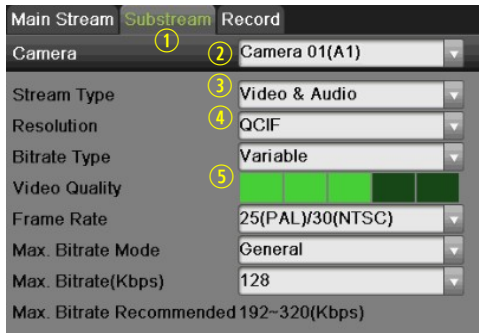 Main Stream Substream Record
①
Camera ② Camera 01(A1)
Stream Type ③ Video & Audio
Resolution ④ QCIF
Bitrate Type Variable
Video Quality ⑤
Frame Rate 25(PAL)/30(NTSC)
Max. Bitrate Mode General
Max. Bitrate(Kbps) 128
Max. Bitrate Recommended 192~320(Kbps)